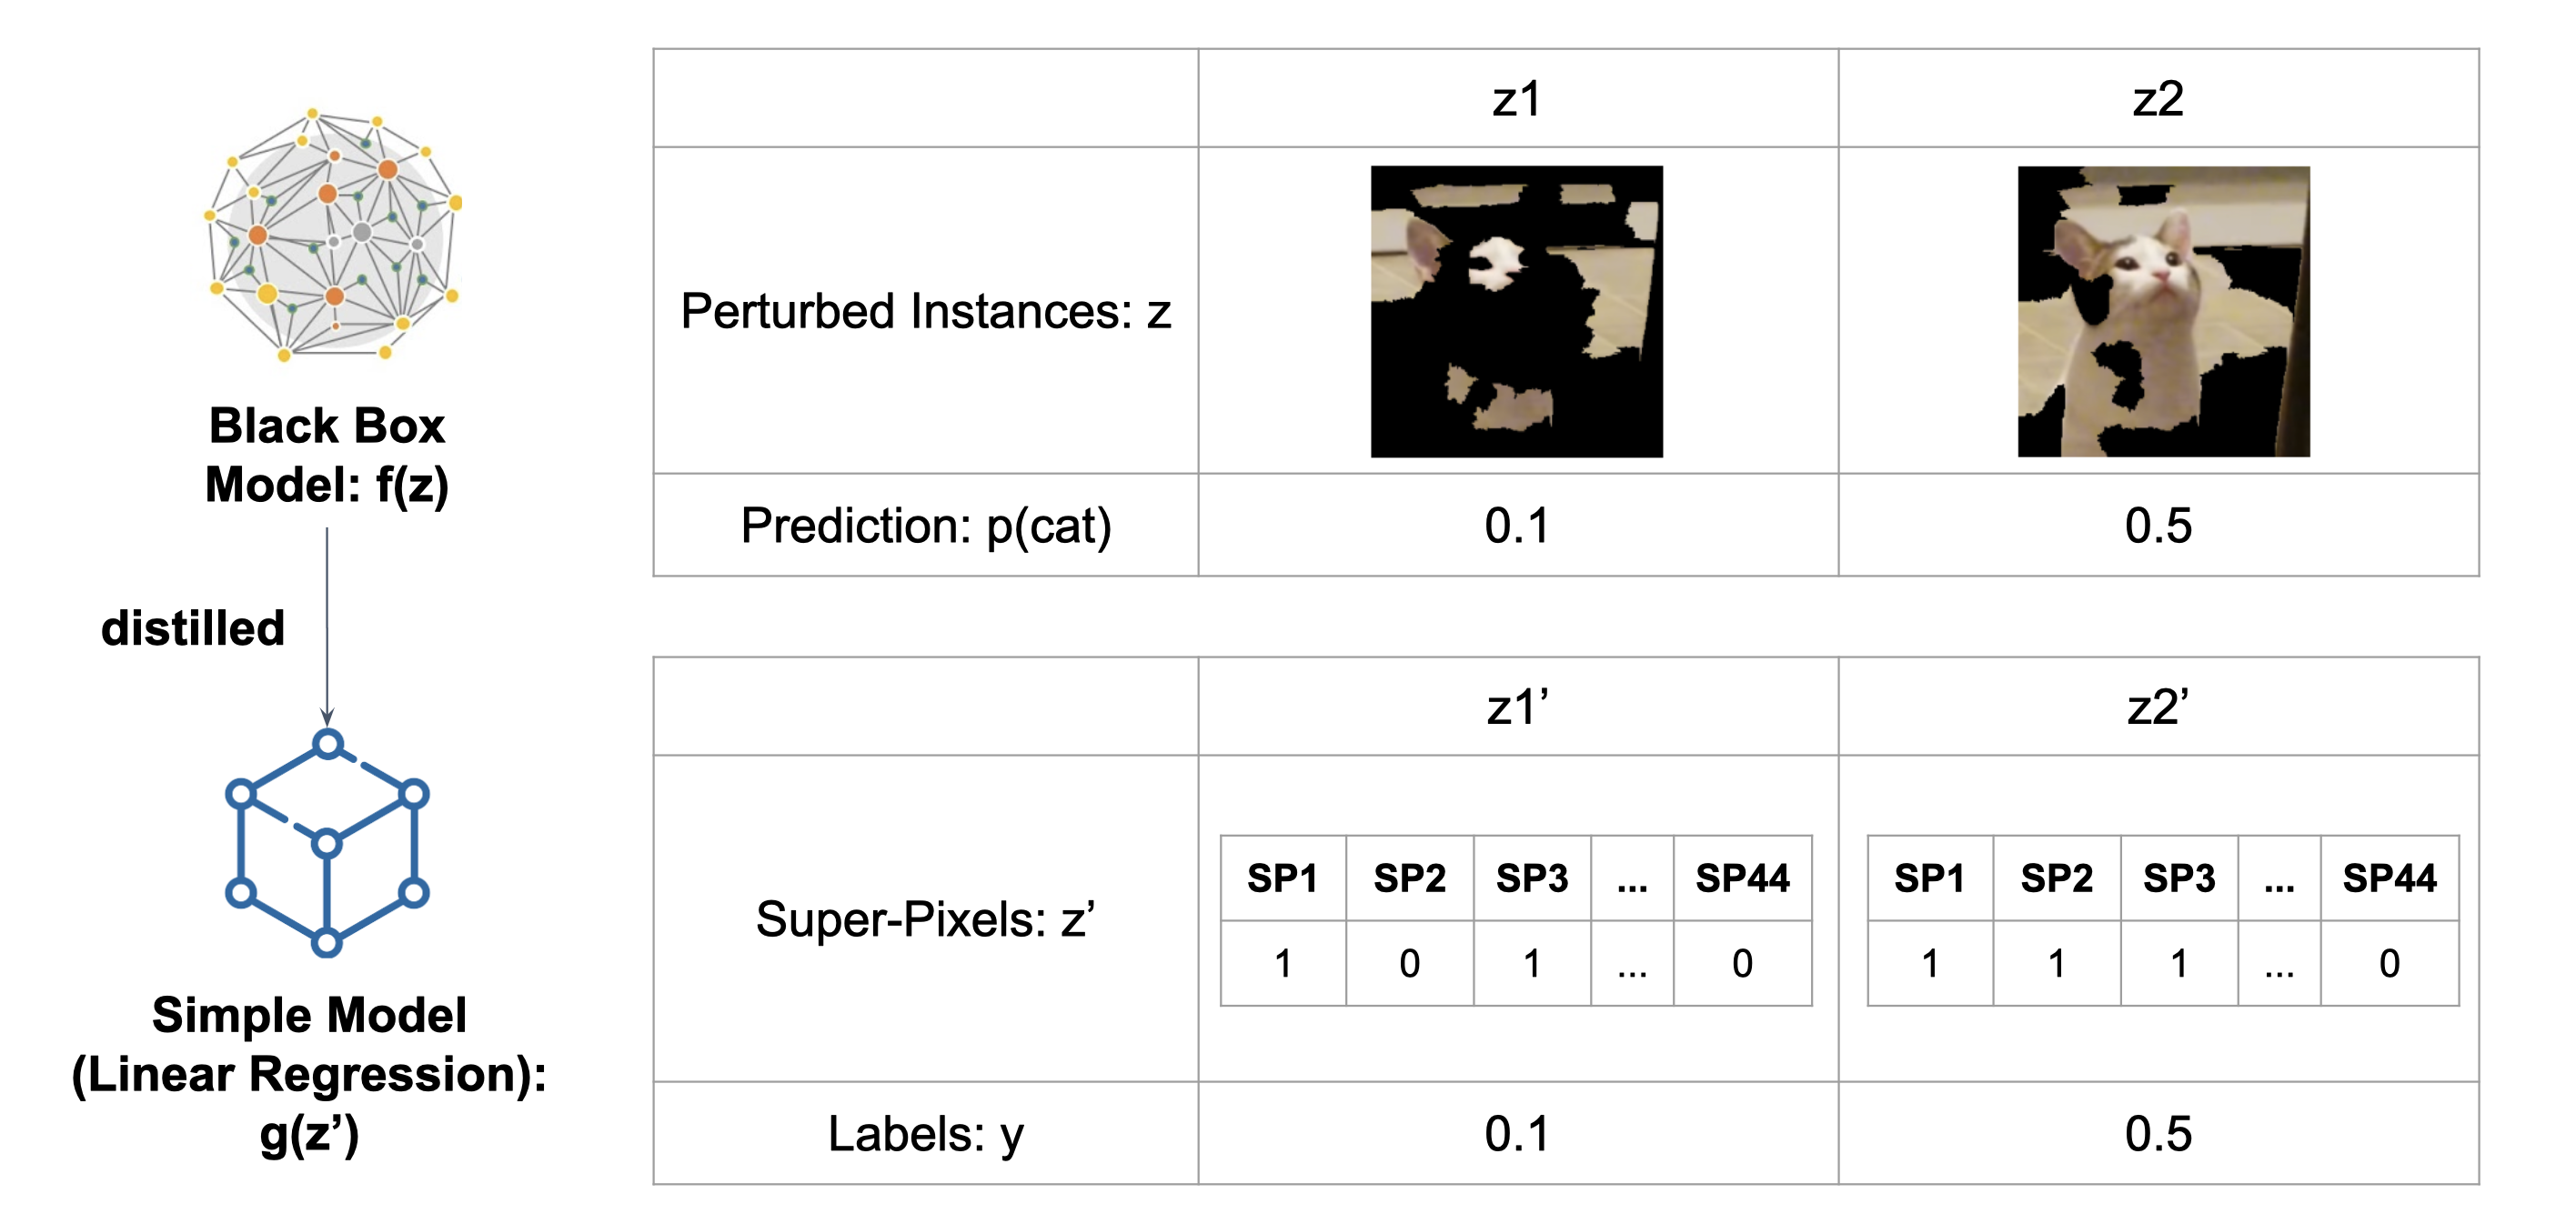 Black Box
Model: f(z)
distilled
Simple Model
(Linear Regression):
g(z’)
z1 z2
Perturbed Instances: z
Prediction: p(cat) 0.1 0.5
z1’ z2’
Super-Pixels: z’
SP1 SP2 SP3 ... SP44
1 0 1 ... 0
SP1 SP2 SP3 ... SP44
1 1 1 ... 0
Labels: y 0.1 0.5